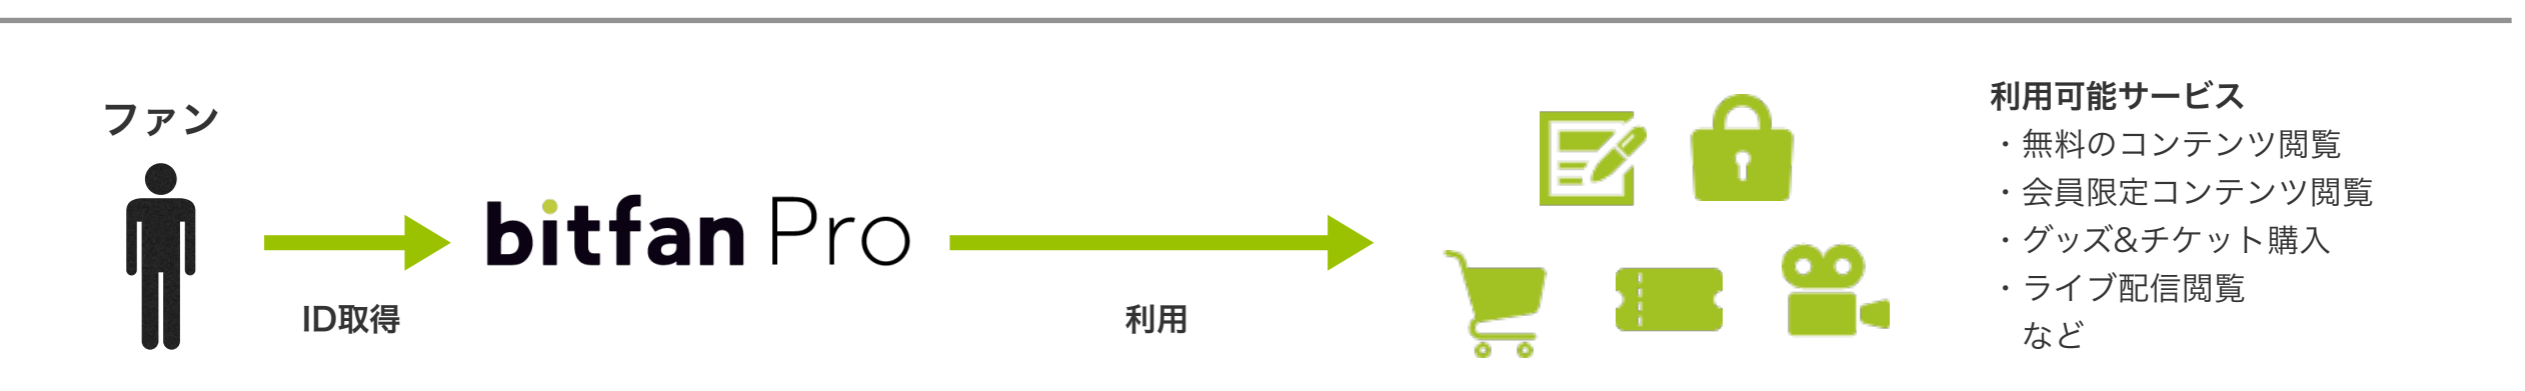 ファン
ID取得
bitfan Pro
利用
利用可能サービス
・無料のコンテンツ閲覧
・会員限定コンテンツ閲覧
・グッズ&チケット購入
・ライブ配信閲覧
など